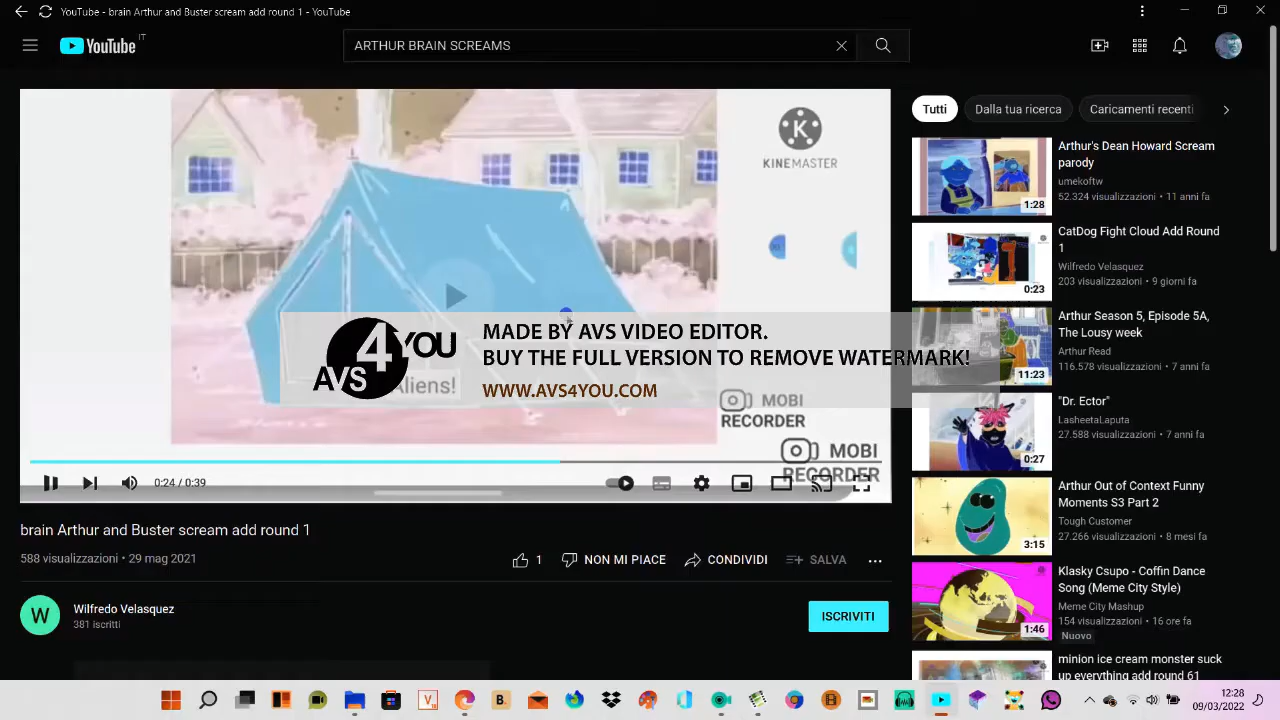 YouTube - brain Arthur and Buster scream add round 1 - YouTube
YouTube IT
ARTHUR BRAIN SCREAMS
Tutti
Dalla tua ricerca
Caricamenti recenti
K
KINEMASTER
Aliens!
AVS4YOU
MADE BY AVS VIDEO EDITOR.
BUY THE FULL VERSION TO REMOVE WATERMARK!
WWW.AVS4YOU.COM
MOBI
RECORDER
MOBI
RECORDER
0:24 / 0:39
brain Arthur and Buster scream add round 1
588 visualizzazioni • 29 mag 2021
1
NON MI PIACE
CONDIVIDI
SALVA
W
Wilfredo Velasquez
381 iscritti
ISCRIVITI
Arthur's Dean Howard Scream
parody
umekoftw
52.324 visualizzazioni • 11 anni fa
1:28
CatDog Fight Cloud Add Round
1
Wilfredo Velasquez
203 visualizzazioni • 9 giorni fa
0:23
Arthur Season 5, Episode 5A,
The Lousy week
Arthur Read
116.578 visualizzazioni • 7 anni fa
11:23
"Dr. Ector"
LasheetaLaputa
27.588 visualizzazioni • 7 anni fa
0:27
Arthur Out of Context Funny
Moments S3 Part 2
Tough Customer
27.266 visualizzazioni • 8 mesi fa
3:15
Klasky Csupo - Coffin Dance
Song (Meme City Style)
Meme City Mashup
154 visualizzazioni • 16 ore fa
Nuovo
1:46
minion ice cream monster suck
up everything add round 61
12:28
09/03/2022